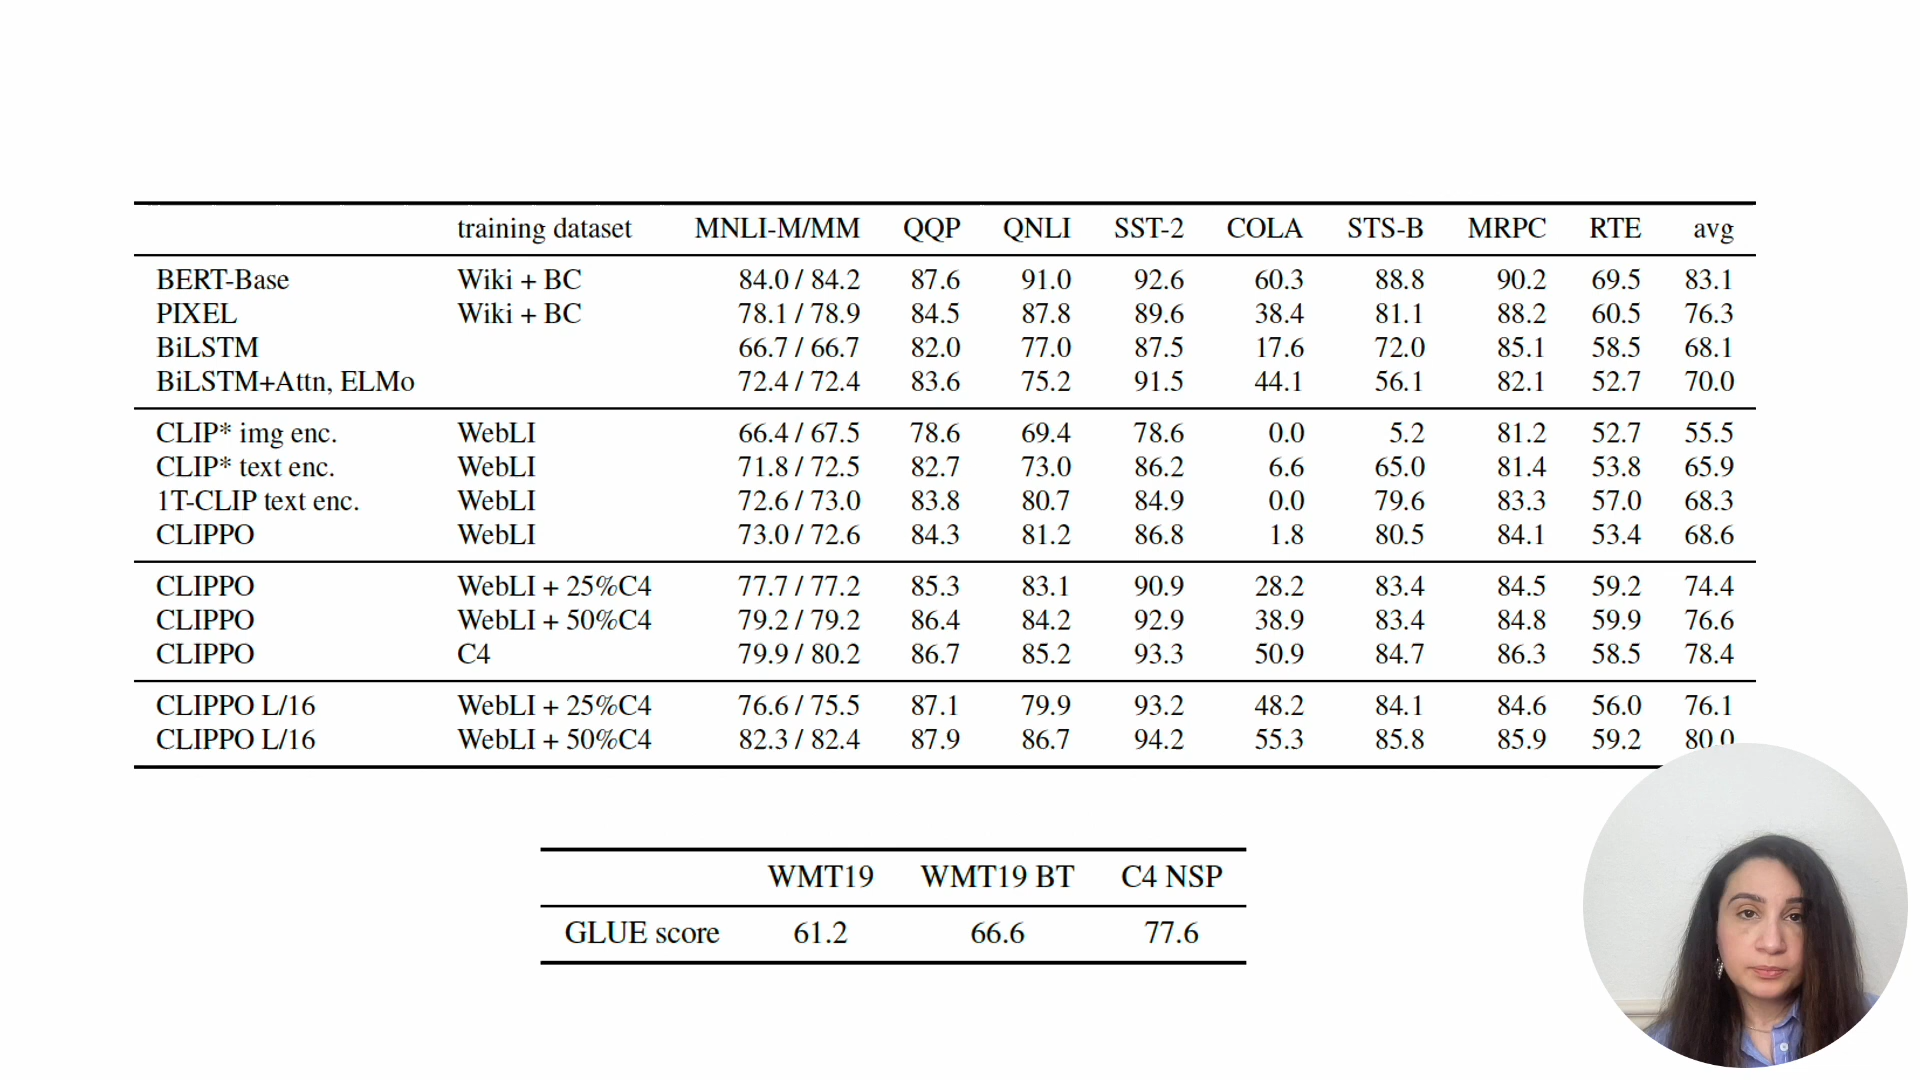 training dataset MNLI-M/MM QQP QNLI SST-2 COLA STS-B MRPC RTE avg
BERT-Base Wiki + BC 84.0 / 84.2 87.6 91.0 92.6 60.3 88.8 90.2 69.5 83.1
PIXEL Wiki + BC 78.1 / 78.9 84.5 87.8 89.6 38.4 81.1 88.2 60.5 76.3
BiLSTM 66.7 / 66.7 82.0 77.0 87.5 17.6 72.0 85.1 58.5 68.1
BiLSTM+Attn, ELMo 72.4 / 72.4 83.6 75.2 91.5 44.1 56.1 82.1 52.7 70.0
CLIP* img enc. WebLI 66.4 / 67.5 78.6 69.4 78.6 0.0 5.2 81.2 52.7 55.5
CLIP* text enc. WebLI 71.8 / 72.5 82.7 73.0 86.2 6.6 65.0 81.4 53.8 65.9
1T-CLIP text enc. WebLI 72.6 / 73.0 83.8 80.7 84.9 0.0 79.6 83.3 57.0 68.3
CLIPPO WebLI 73.0 / 72.6 84.3 81.2 86.8 1.8 80.5 84.1 53.4 68.6
CLIPPO WebLI + 25%C4 77.7 / 77.2 85.3 83.1 90.9 28.2 83.4 84.5 59.2 74.4
CLIPPO WebLI + 50%C4 79.2 / 79.2 86.4 84.2 92.9 38.9 83.4 84.8 59.9 76.6
CLIPPO C4 79.9 / 80.2 86.7 85.2 93.3 50.9 84.7 86.3 58.5 78.4
CLIPPO L/16 WebLI + 25%C4 76.6 / 75.5 87.1 79.9 93.2 48.2 84.1 84.6 56.0 76.1
CLIPPO L/16 WebLI + 50%C4 82.3 / 82.4 87.9 86.7 94.2 55.3 85.8 85.9 59.2 80.0
WMT19 WMT19 BT C4 NSP
GLUE score 61.2 66.6 77.6